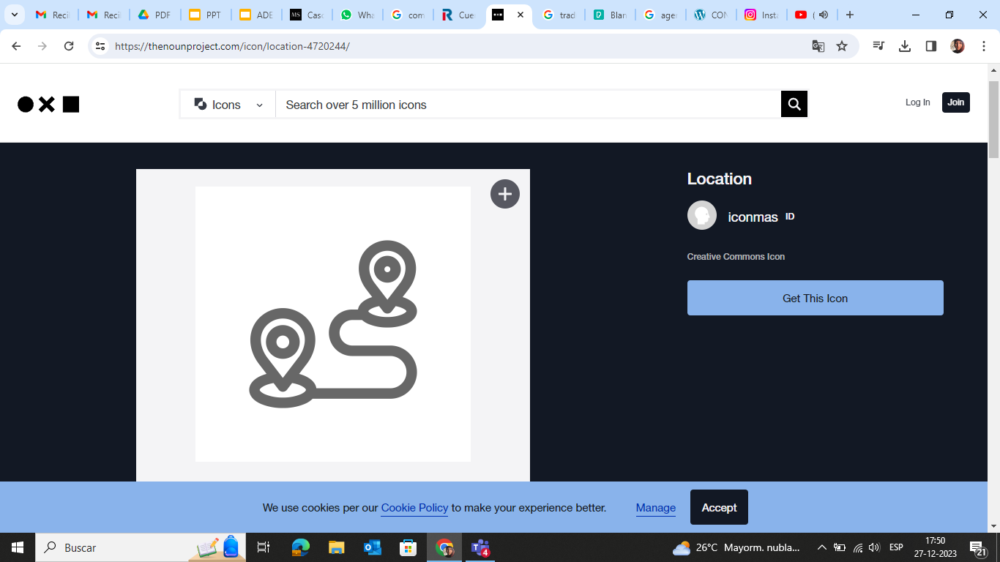 Reci
Reci
PDF
PPT
ADE
MS
Casc
Wha
com
Cue
trad
Blan
age
CON
Insta
(
https://thenounproject.com/icon/location-4720244/
Icons
Search over 5 million icons
Log In
Join
Location
iconmas ID
Creative Commons Icon
Get This Icon
We use cookies per our Cookie Policy to make your experience better.
Manage
Accept
Buscar
26°C Mayorm. nubla...
ESP
17:50
27-12-2023
4
21